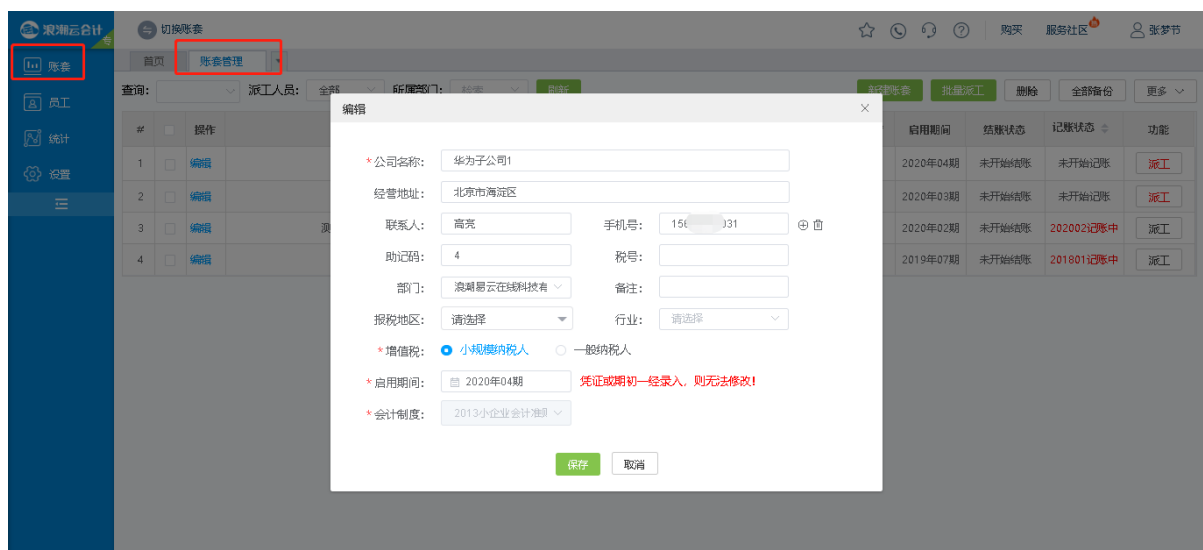 浪潮云会计
专
切换账套
购买
服务社区
张梦节
账套
员工
统计
设置
首页
账套管理
查询:
派工人员:
全部
所属部门:
检索
刷新
新建账套
批量派工
删除
全部备份
更多
# 操作 启用期间 结账状态 记账状态 功能
1 编辑 2020年04期 未开始结账 未开始记账 派工
2 编辑 2020年03期 未开始结账 未开始记账 派工
3 编辑 测 2020年02期 未开始结账 202002记账中 派工
4 编辑 2019年07期 未开始结账 201801记账中 派工
编辑
*公司名称: 华为子公司1
经营地址: 北京市海淀区
联系人: 高亮 手机号: 156 031
助记码: 4 税号:
部门: 浪潮易云在线科技有 备注:
报税地区: 请选择 行业: 请选择
*增值税: 小规模纳税人 一般纳税人
*启用期间: 2020年04期 凭证或期初一经录入，则无法修改!
*会计制度: 2013小企业会计准则
保存 取消